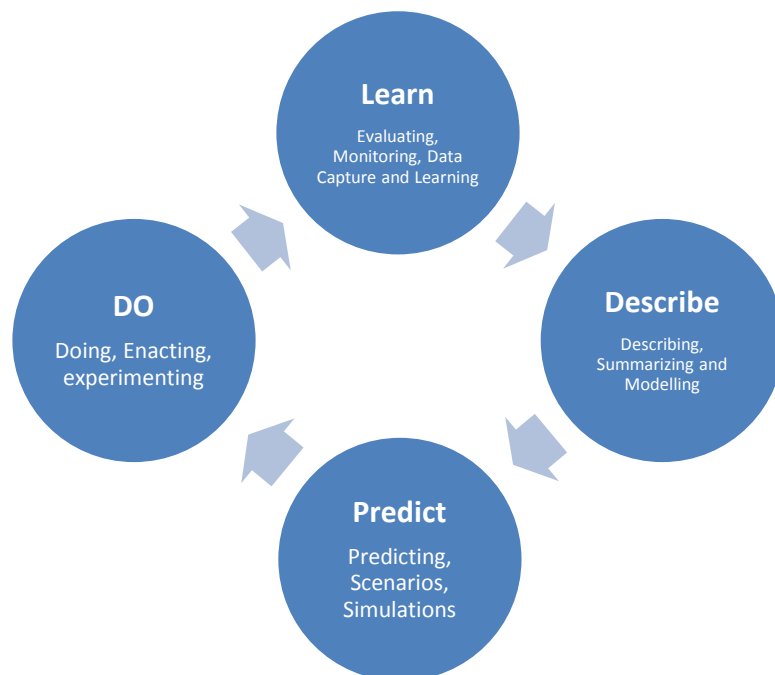 Learn
Evaluating,
Monitoring, Data
Capture and Learning
Describe
Describing,
Summarizing and
Modelling
Predict
Predicting,
Scenarios,
Simulations
DO
Doing, Enacting,
experimenting